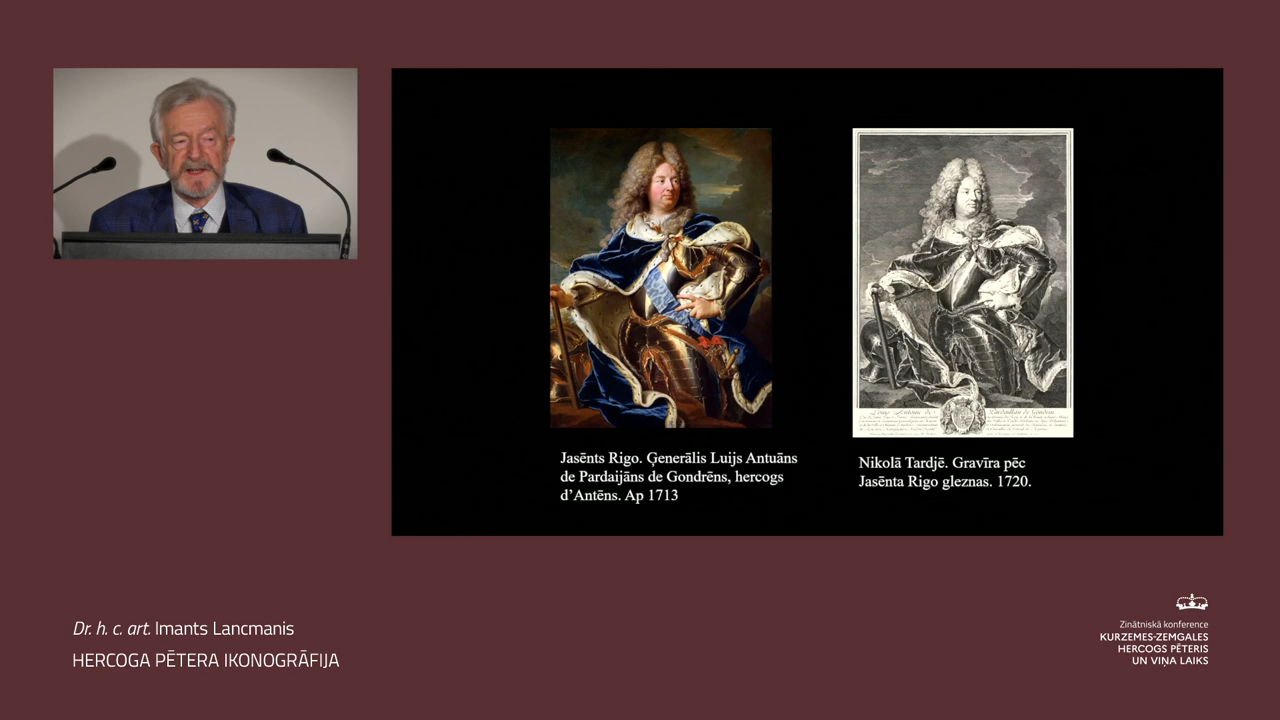 Jasēnts Rigo. Ģenerālis Luijs Antuāns
de Pardaijāns de Gondrēns, hercogs
d’Antēns. Ap 1713
Nikolā Tardjē. Gravīra pēc
Jasēnta Rigo gleznas. 1720.
Dr. h. c. art. Imants Lancmanis
HERCOGA PĒTERA IKONOGRĀFIJA
Zinātniskā konference
KURZEMES-ZEMGALES
HERCOGS PĒTERIS
UN VIŅA LAIKS